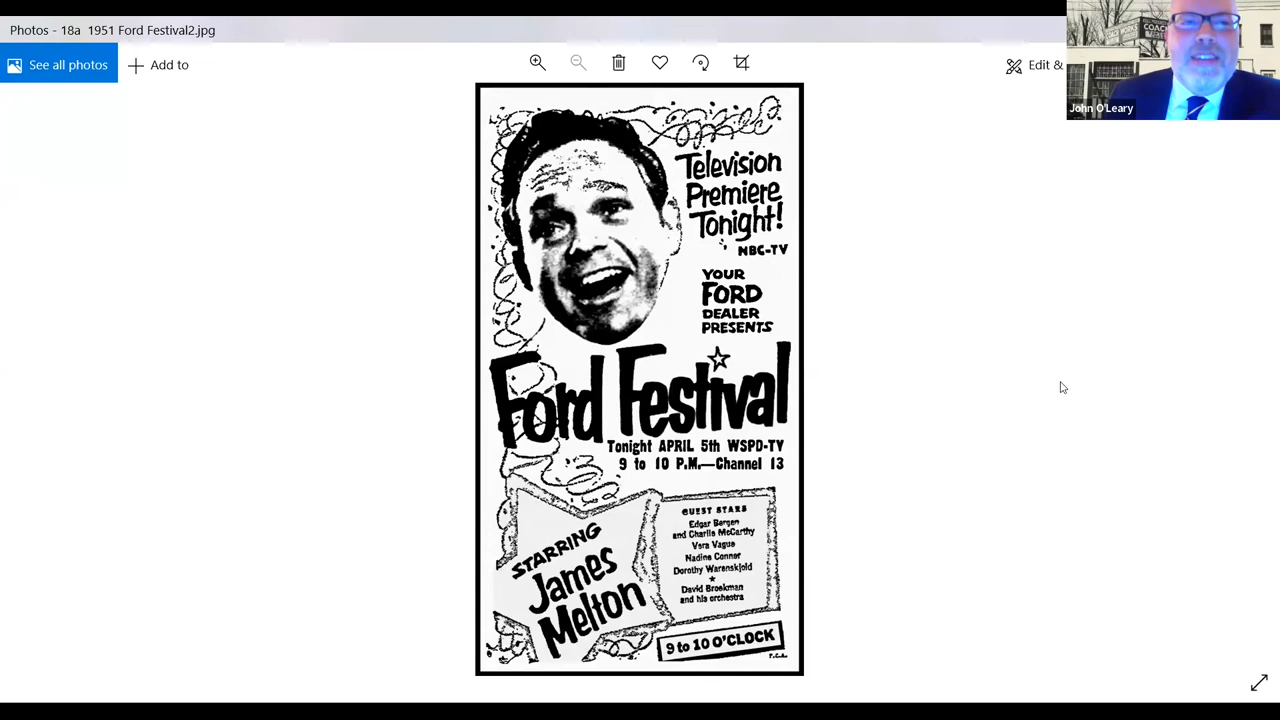 Photos - 18a 1951 Ford Festival2.jpg
See all photos
Add to
Edit &
COACH
John O'Leary
Television
Premiere
Tonight!
NBC-TV
YOUR
FORD
DEALER
PRESENTS
Ford Festival
Tonight APRIL 5th WSPD-TV
9 to 10 P.M.—Channel 13
STARRING
James
Melton
GUEST STARS
Edgar Bergen
and Charlie McCarthy
Vera Vague
Nadine Conner
Dorothy Warenskjold
David Broekman
and his orchestra
9 to 10 O'CLOCK